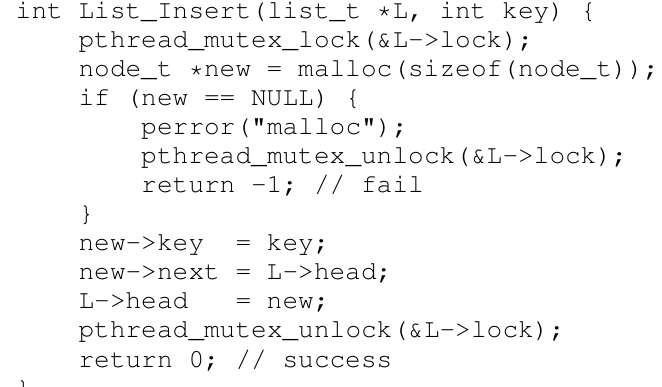 int List_Insert(list_t *L, int key) {
    pthread_mutex_lock(&L->lock);
    node_t *new = malloc(sizeof(node_t));
    if (new == NULL) {
        perror("malloc");
        pthread_mutex_unlock(&L->lock);
        return -1; // fail
    }
    new->key  = key;
    new->next = L->head;
    L->head   = new;
    pthread_mutex_unlock(&L->lock);
    return 0; // success
}